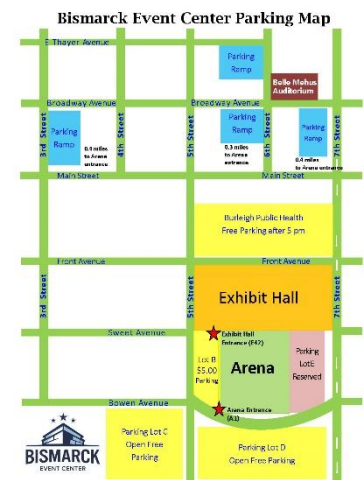 Bismarck Event Center Parking Map
E Thayer Avenue
Parking
Ramp
Belle Mehus
Auditorium
Broadway Avenue
Broadway Avenue
3rd Street
Parking
Ramp
0.4 miles
to Arena
entrance
4th Street
5th Street
Parking
Ramp
0.3 miles
to Arena
entrance
6th Street
Parking
Ramp
0.4 miles
to Arena entrance
7th Street
Main Street
Main Street
Burleigh Public Health
Free Parking after 5 pm
Front Avenue
Front Avenue
3rd Street
5th Street
Exhibit Hall
7th Street
Sweet Avenue
Exhibit Hall
Entrance (E42)
Lot B
$5.00
Parking
Arena
Parking
Lot E
Reserved
Bowen Avenue
Arena Entrance
(A1)
Parking Lot C
Open Free
Parking
Parking Lot D
Open Free
Parking
BISMARCK
EVENT CENTER